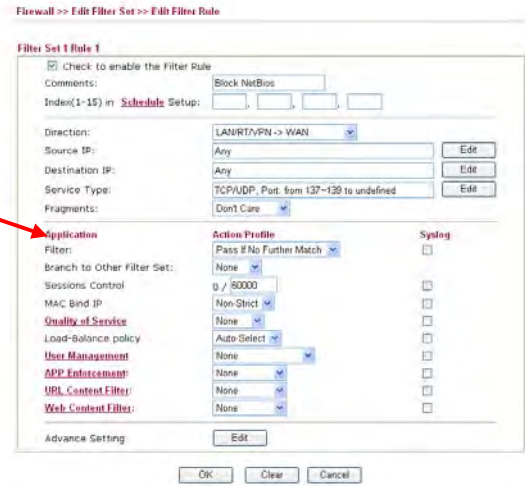 Firewall >> Edit Filter Set >> Edit Filter Rule
Filter Set 1 Rule 1
Check to enable the Filter Rule
Comments: Block NetBios
Index(1-15) in Schedule Setup: , , ,
Direction: LAN/RT/VPN -> WAN
Source IP: Any Edit
Destination IP: Any Edit
Service Type: TCP/UDP, Port: from 137~139 to undefined Edit
Fragments: Don't Care
Application Action Profile Syslog
Filter: Pass If No Further Match
Branch to Other Filter Set: None
Sessions Control 0 / 60000
MAC Bind IP Non-Strict
Quality of Service None
Load-Balance policy Auto-Select
User Management None
APP Enforcement: None
URL Content Filter: None
Web Content Filter: None
Advance Setting Edit
OK Clear Cancel